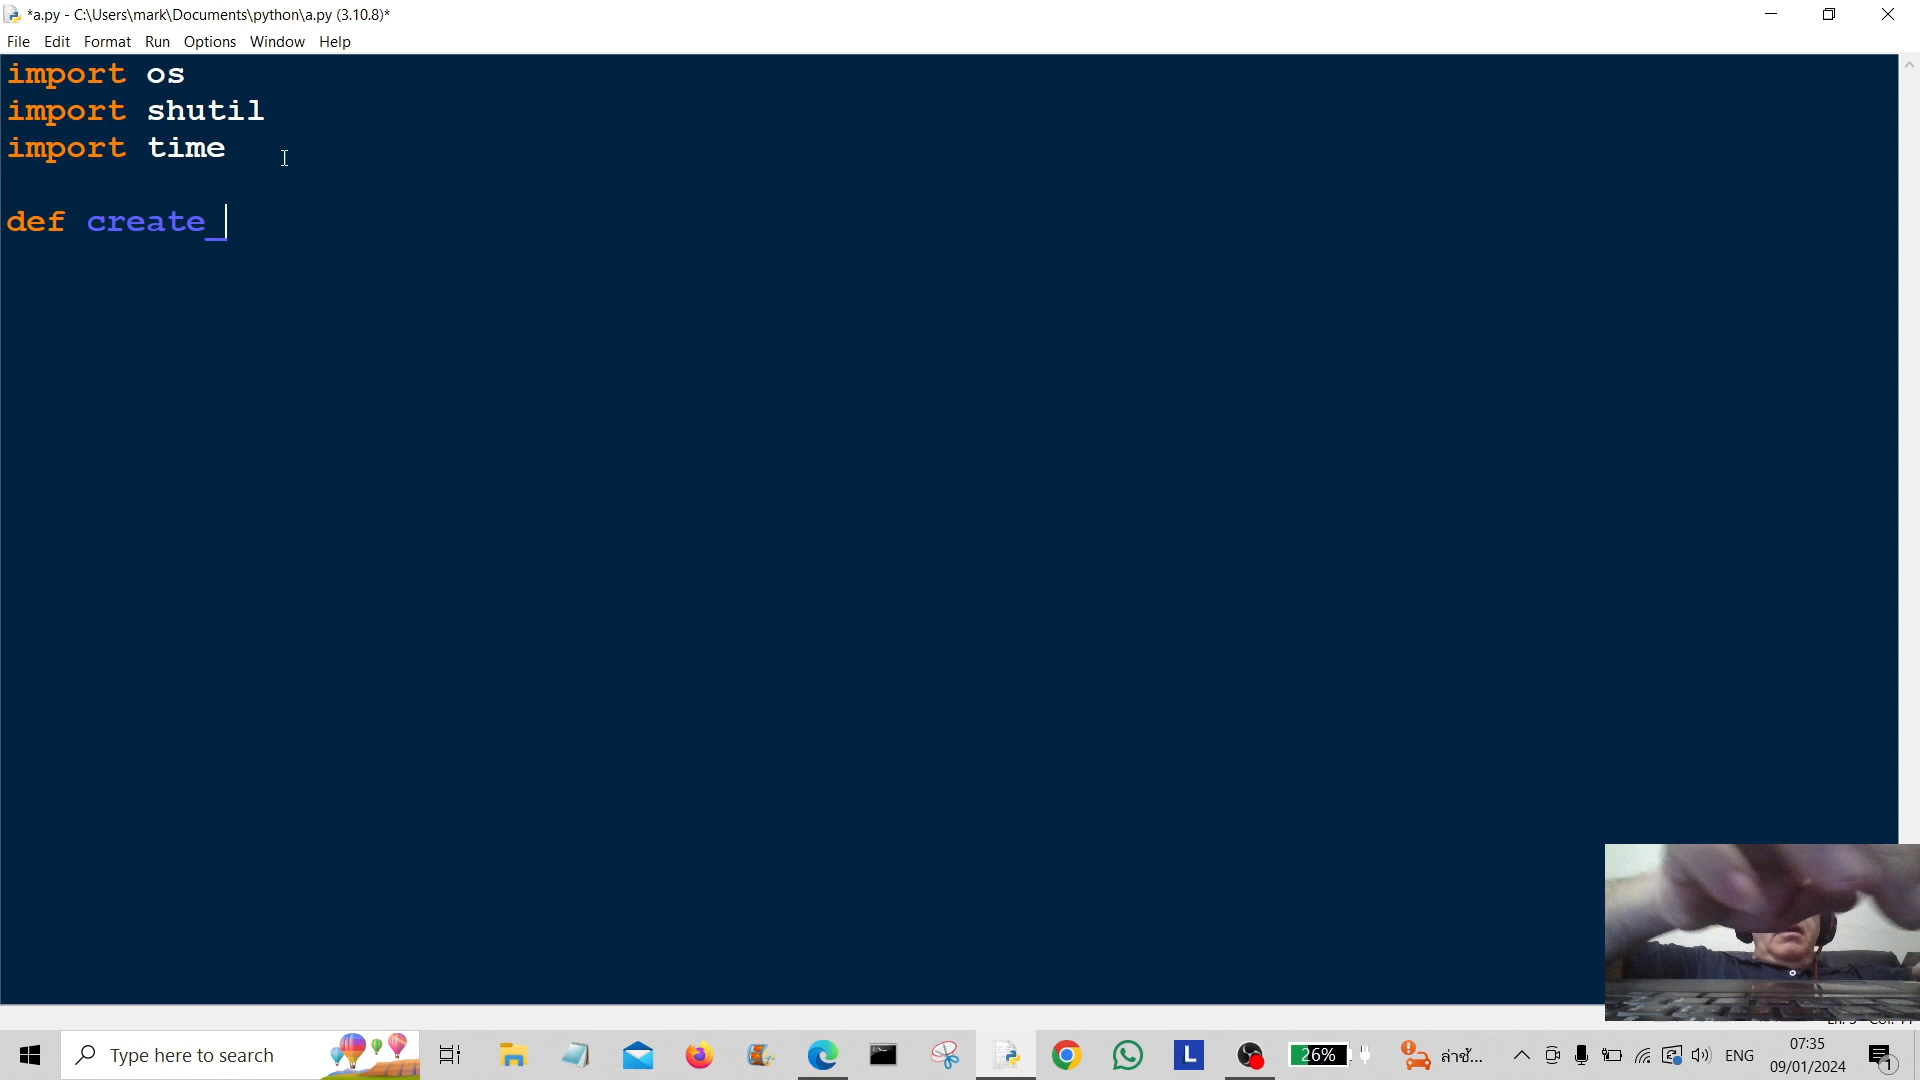 *a.py - C:\Users\mark\Documents\python\a.py (3.10.8)*
File Edit Format Run Options Window Help
import os
import shutil
import time
def create_
Type here to search
26%
ล่าช้...
ENG
07:35
09/01/2024
1
L